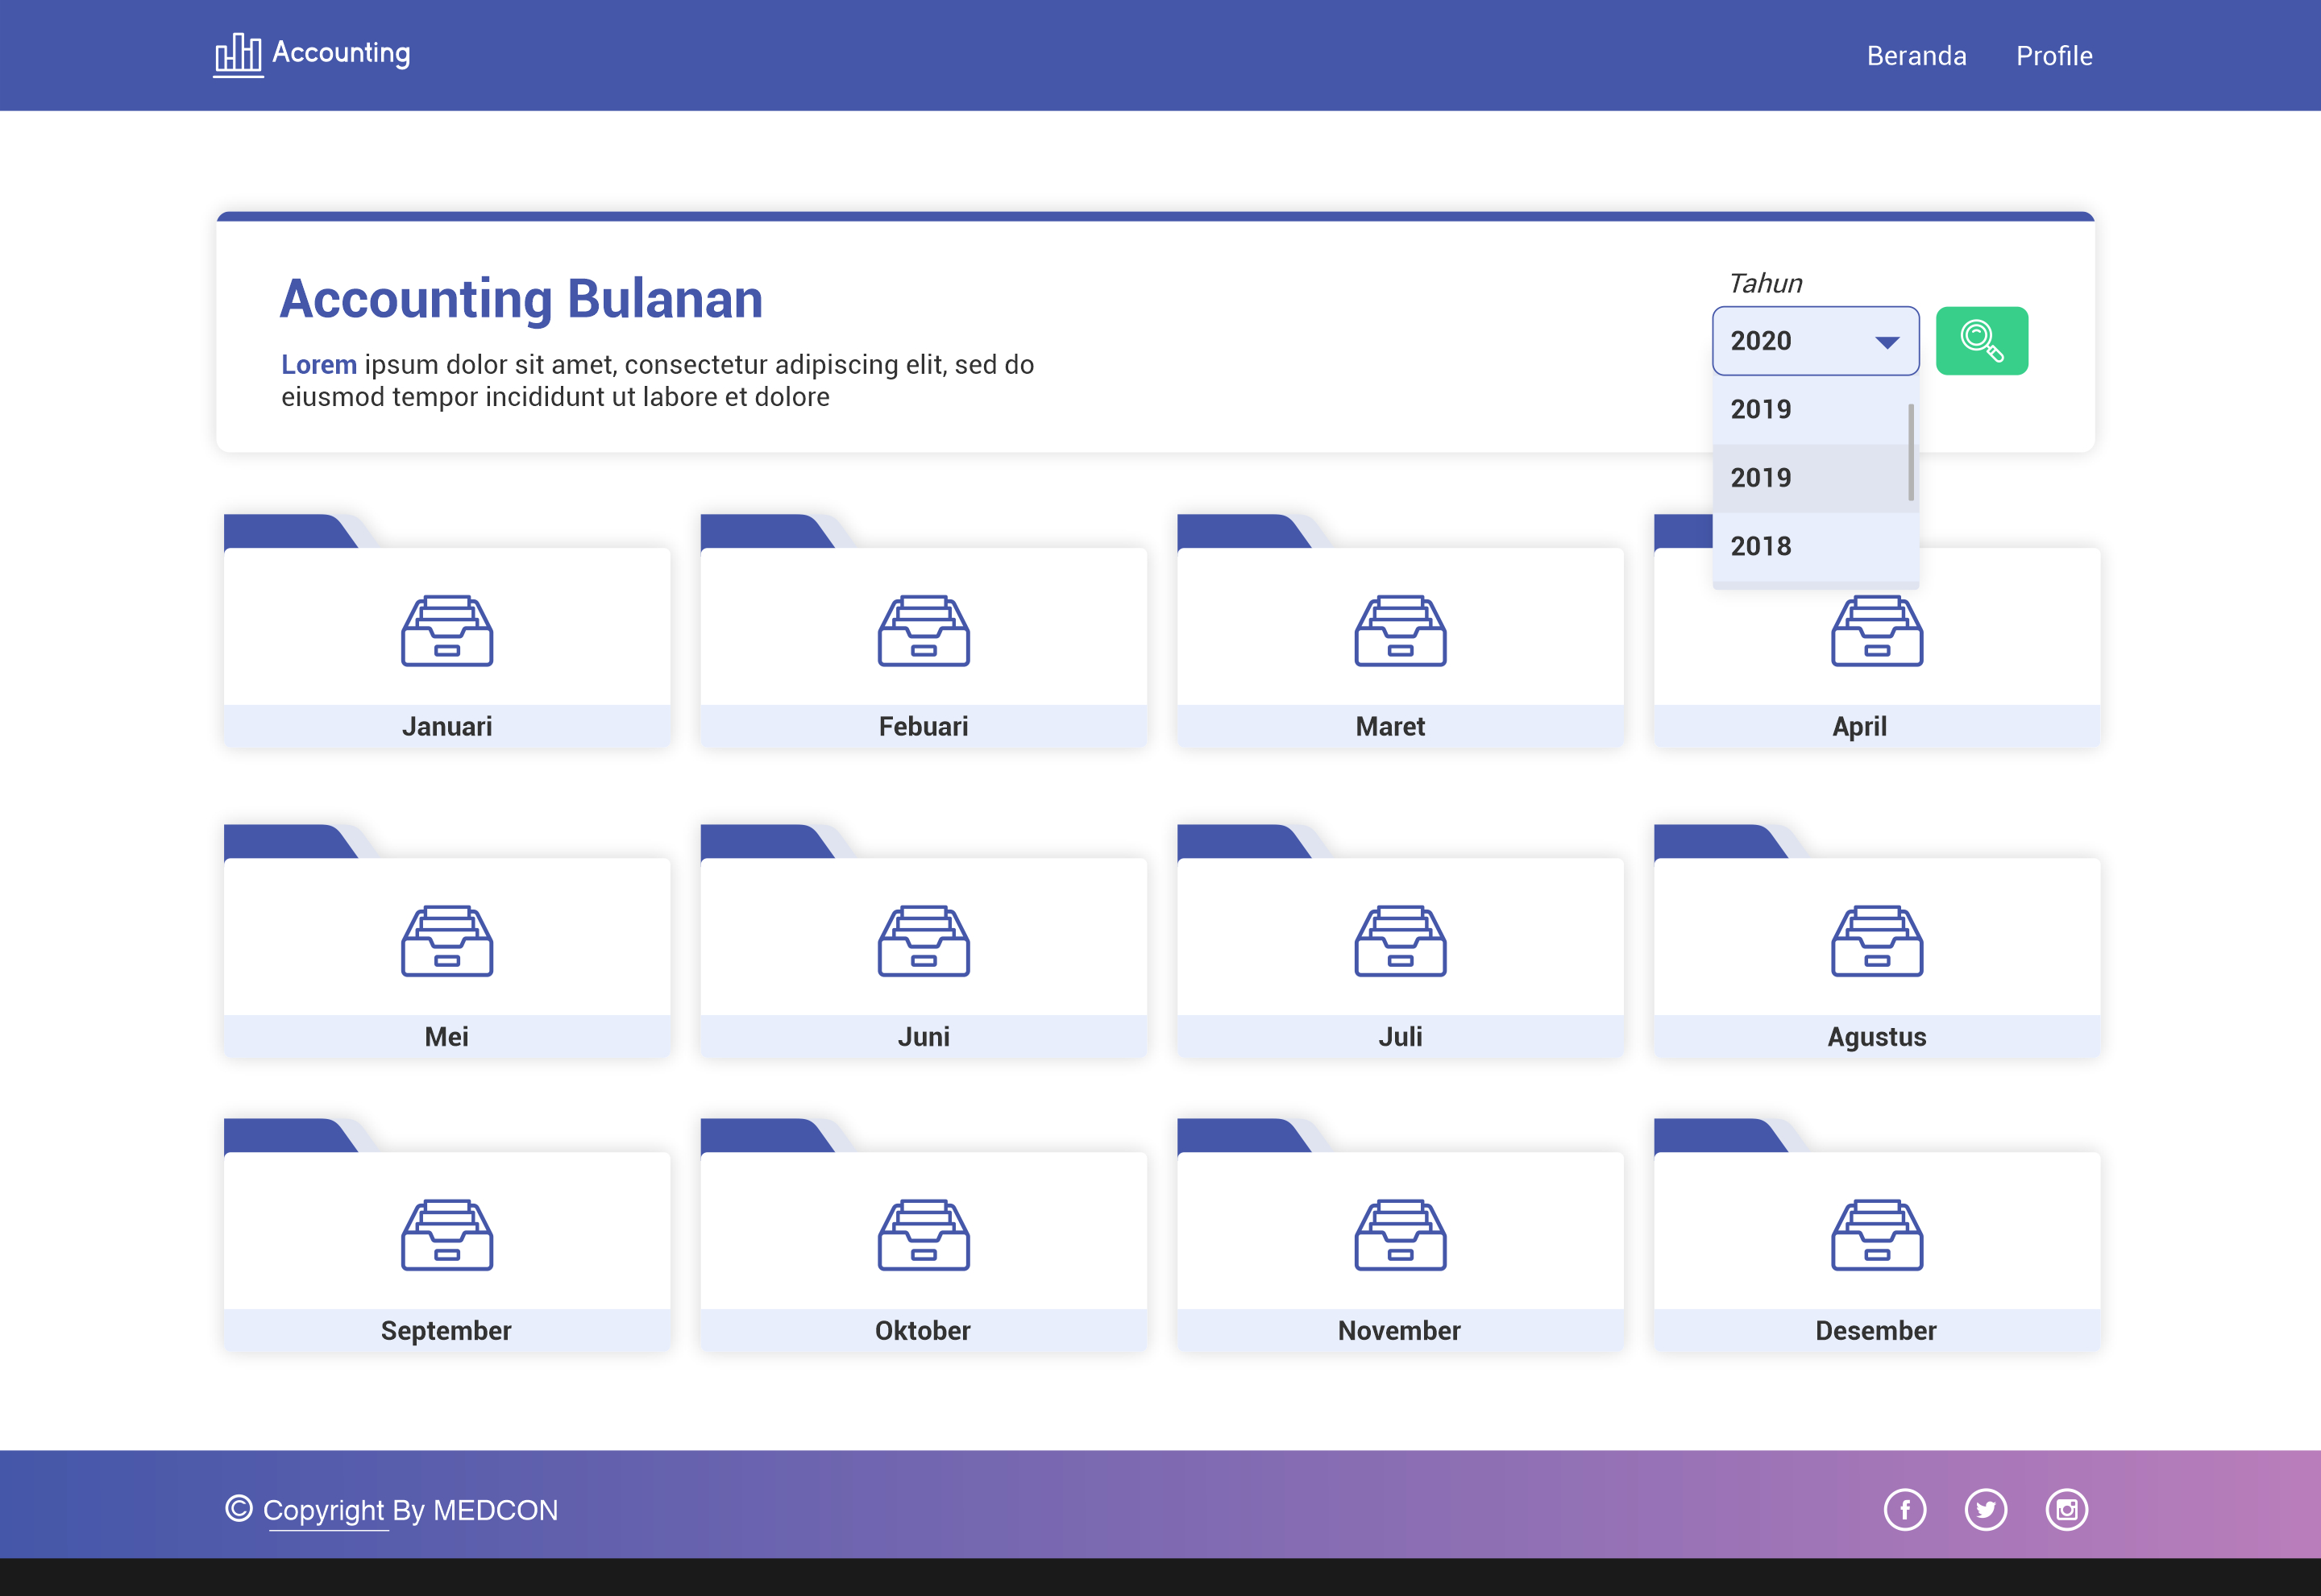 Accounting
Beranda Profile
Accounting Bulanan
Lorem ipsum dolor sit amet, consectetur adipiscing elit, sed do
eiusmod tempor incididunt ut labore et dolore
Tahun
2020
2019
2019
2018
Januari
Febuari
Maret
April
Mei
Juni
Juli
Agustus
September
Oktober
November
Desember
© Copyright By MEDCON